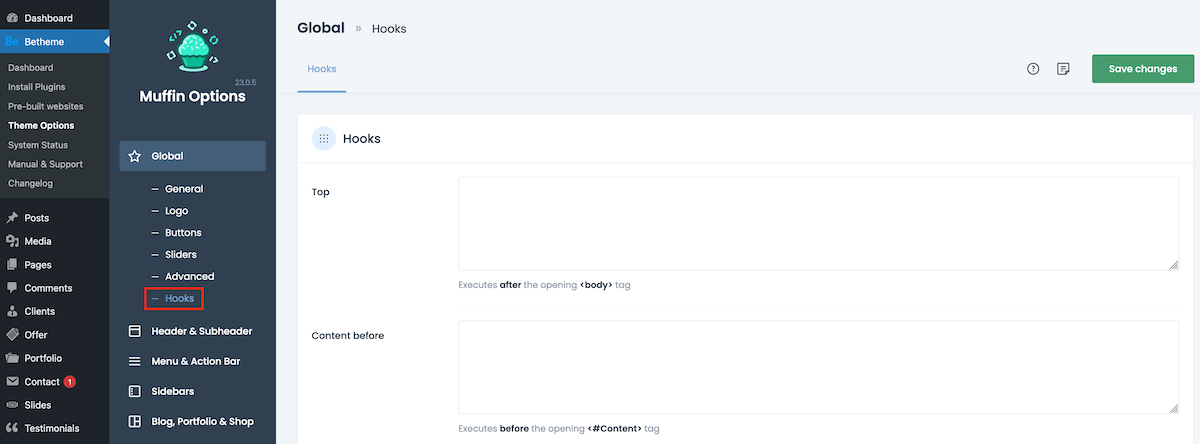 Dashboard
Be Betheme
Dashboard
Install Plugins
Pre-built websites
Theme Options
System Status
Manual & Support
Changelog
Posts
Media
Pages
Comments
Clients
Offer
Portfolio
Contact 1
Slides
Testimonials
23.0.5
Muffin Options
Global
— General
— Logo
— Buttons
— Sliders
— Advanced
— Hooks
Header & Subheader
Menu & Action Bar
Sidebars
Blog, Portfolio & Shop
Global » Hooks
Hooks
? Save changes
Hooks
Top
Executes after the opening <body> tag
Content before
Executes before the opening <#Content> tag